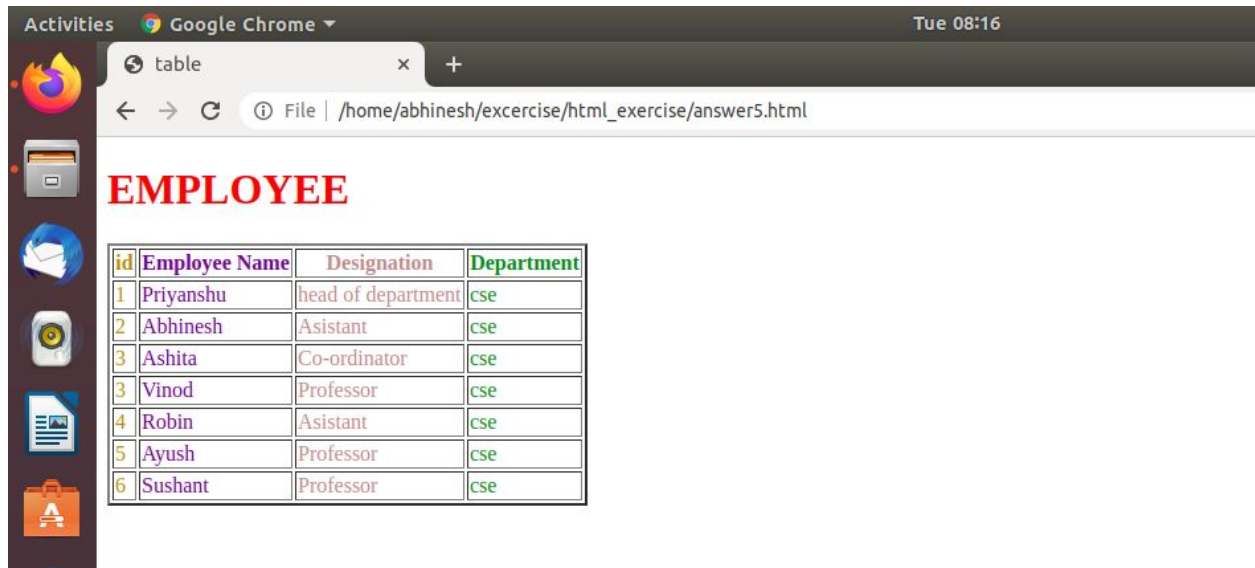 Activities Google Chrome Tue 08:16
table
File | /home/abhinesh/excercise/html_exercise/answer5.html
EMPLOYEE
id Employee Name Designation Department
1 Priyanshu head of department cse
2 Abhinesh Asistant cse
3 Ashita Co-ordinator cse
3 Vinod Professor cse
4 Robin Asistant cse
5 Ayush Professor cse
6 Sushant Professor cse